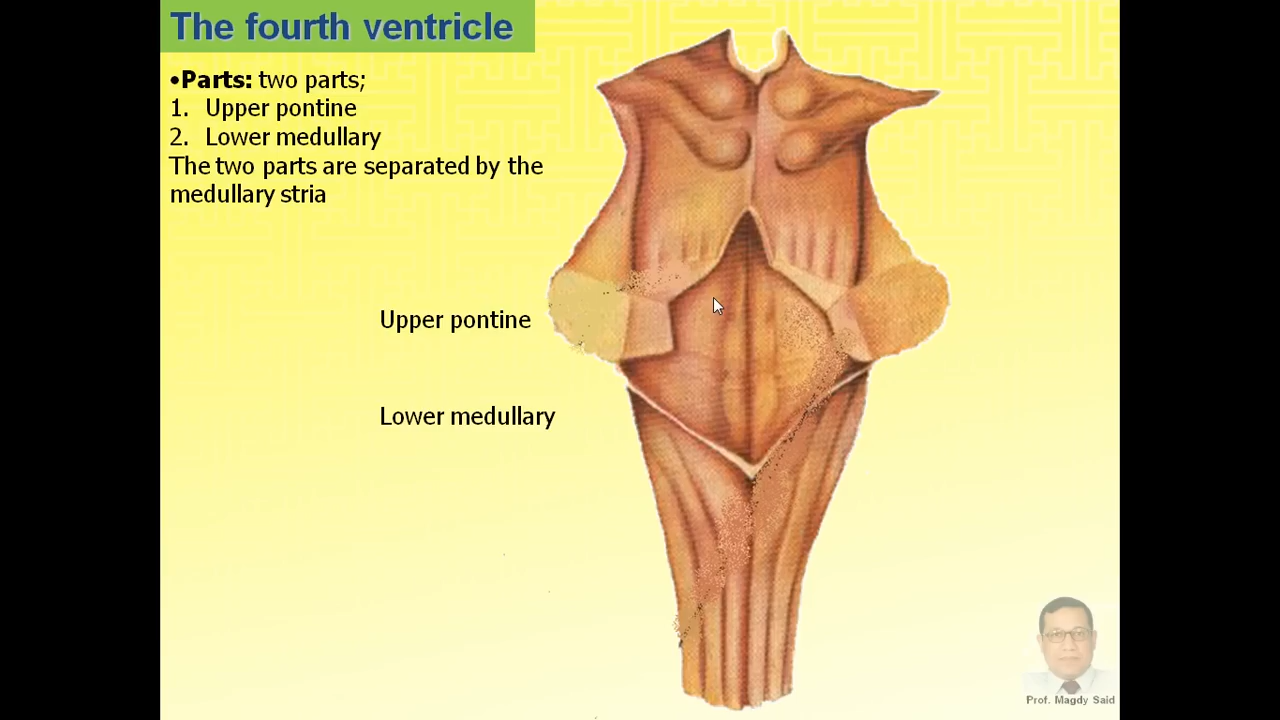 The fourth ventricle
•Parts: two parts;
1. Upper pontine
2. Lower medullary
The two parts are separated by the
medullary stria
Upper pontine
Lower medullary
Prof. Magdy Said